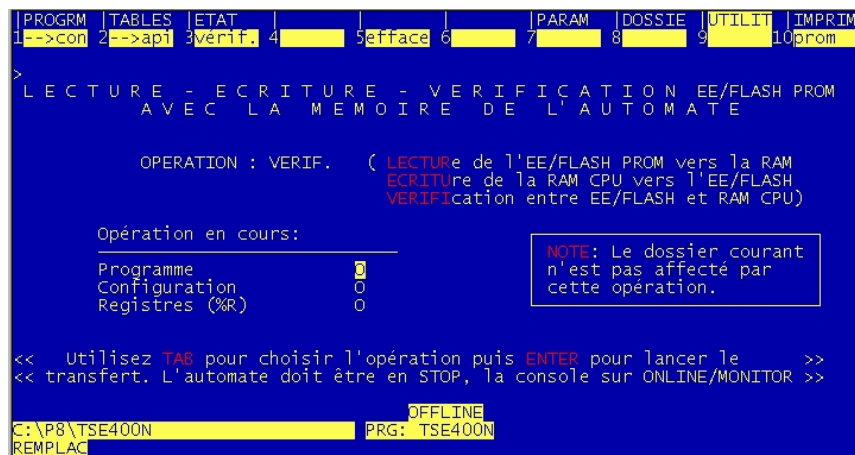 |PROGRM |TABLES |ETAT | | |PARAM |DOSSIE |UTILIT |IMPRIM
1-->con 2-->api 3vérif. 4 5efface 6 7 8 9 10prom
>
L E C T U R E - E C R I T U R E - V E R I F I C A T I O N EE/FLASH PROM
A V E C L A M E M O I R E D E L ' A U T O M A T E
OPERATION : VERIF. ( LECTURe de l'EE/FLASH PROM vers la RAM
ECRITUre de la RAM CPU vers l'EE/FLASH
VERIFIcation entre EE/FLASH et RAM CPU)
Opération en cours:
Programme O
Configuration O
Registres (%R) O
NOTE: Le dossier courant
n'est pas affecté par
cette opération.
<< Utilisez TAB pour choisir l'opération puis ENTER pour lancer le >>
<< transfert. L'automate doit être en STOP, la console sur ONLINE/MONITOR >>
OFFLINE
C:\P8\TSE400N PRG: TSE400N
REMPLAC